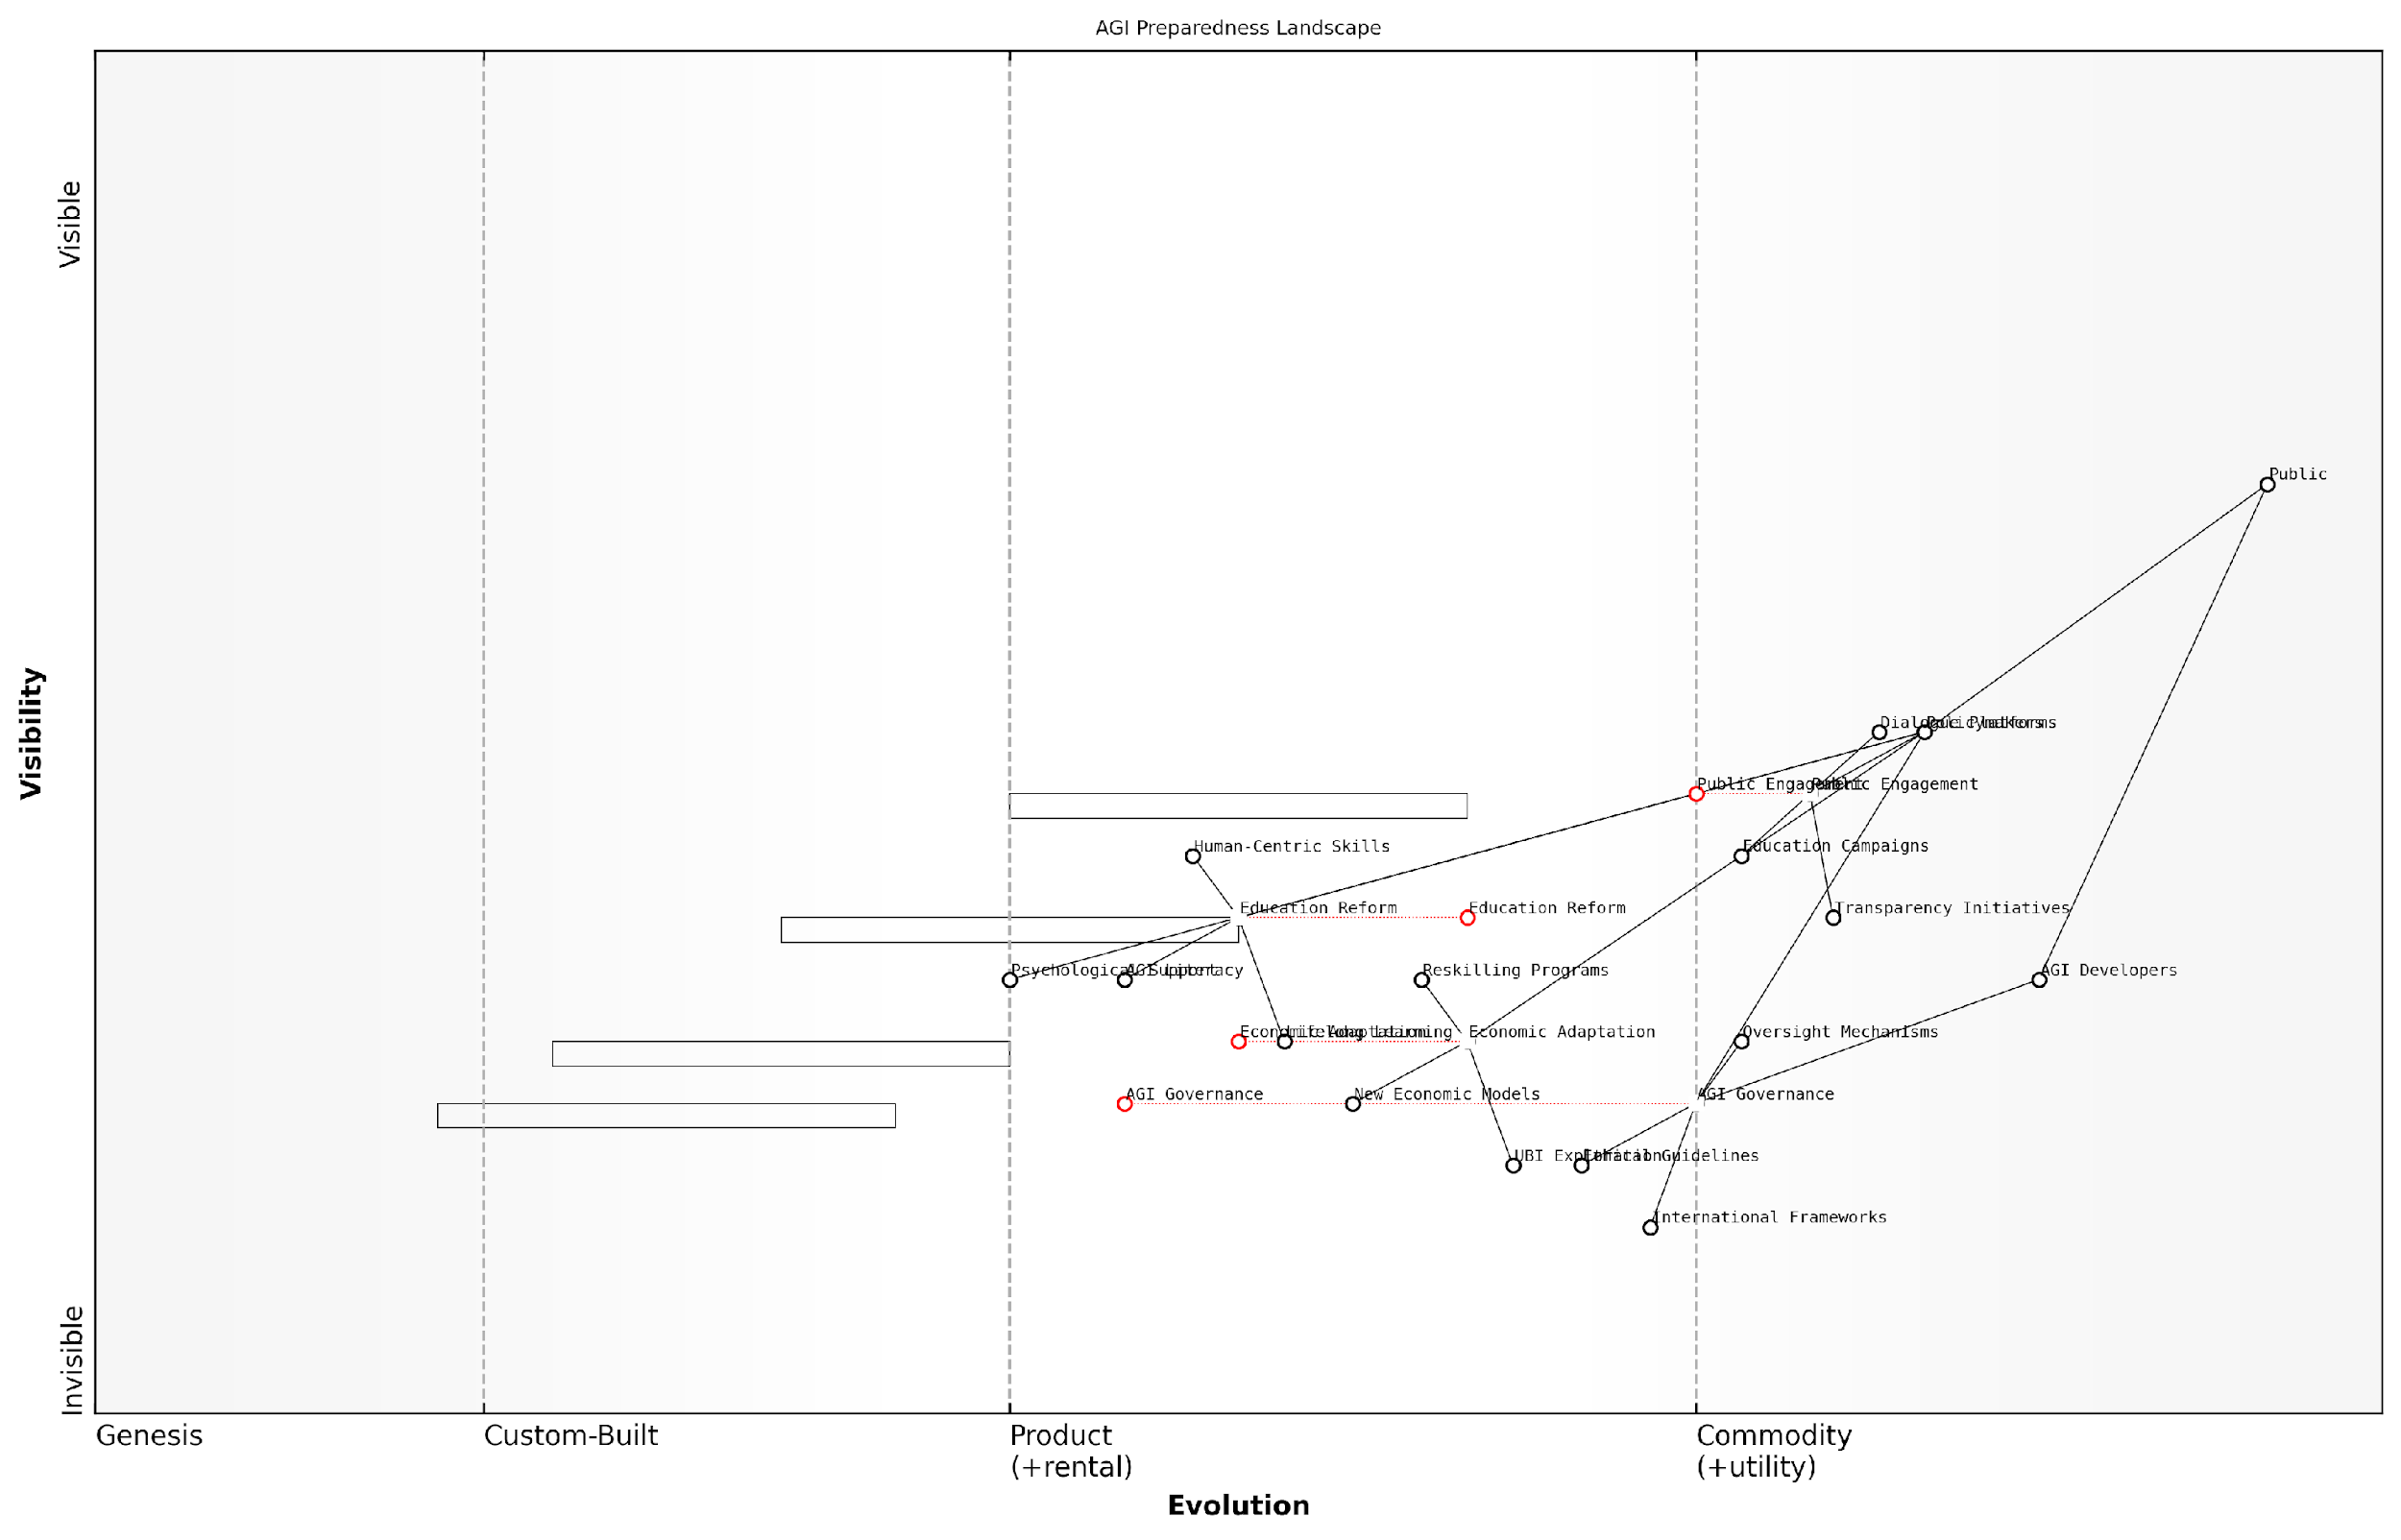 AGI Preparedness Landscape
Visible
Public
Dialogue Platforms
Policymakers
Public Engagement
Public Engagement
Human-Centric Skills
Education Campaigns
Education Reform
Education Reform
Transparency Initiatives
Psychological Support
AGI Literacy
Reskilling Programs
AGI Developers
Economic Adaptation
Lifelong Learning
Economic Adaptation
Oversight Mechanisms
AGI Governance
New Economic Models
AGI Governance
UBI Exploration
Ethical Guidelines
International Frameworks
Visibility
Invisible
Genesis
Custom-Built
Product
(+rental)
Commodity
(+utility)
Evolution